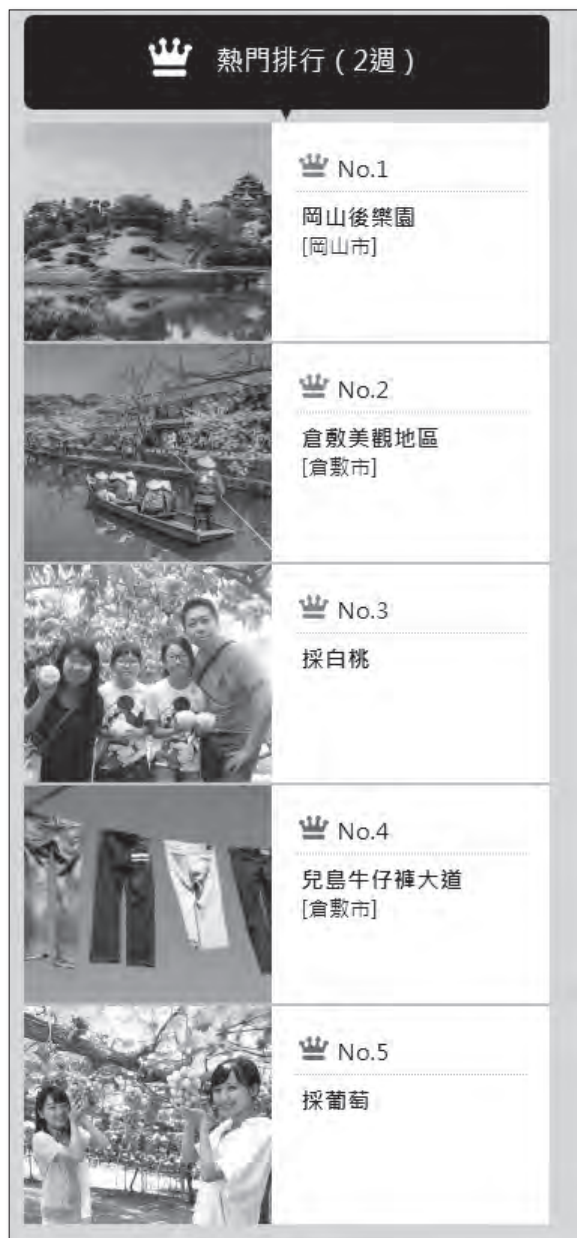 熱門排行(2週)
No.1
岡山後樂園
[岡山市]
No.2
倉敷美觀地區
[倉敷市]
No.3
採白桃
No.4
兒島牛仔褲大道
[倉敷市]
No.5
採葡萄